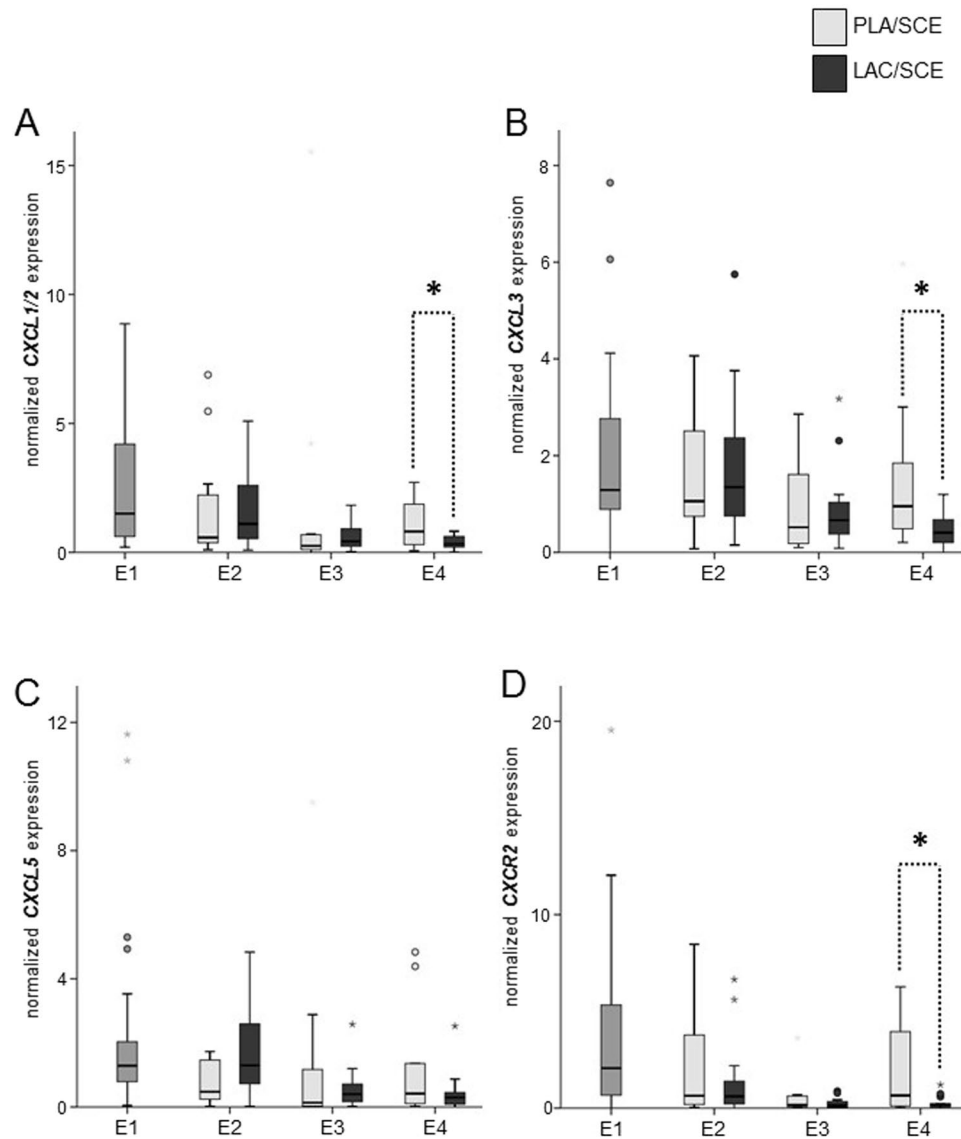 PLA/SCE
LAC/SCE
A
normalized CXCL1/2 expression
15
10
5
0
*
E1 E2 E3 E4
B
normalized CXCL3 expression
8
6
4
2
0
*
E1 E2 E3 E4
C
normalized CXCL5 expression
12
8
4
0
E1 E2 E3 E4
D
normalized CXCR2 expression
20
10
0
*
E1 E2 E3 E4